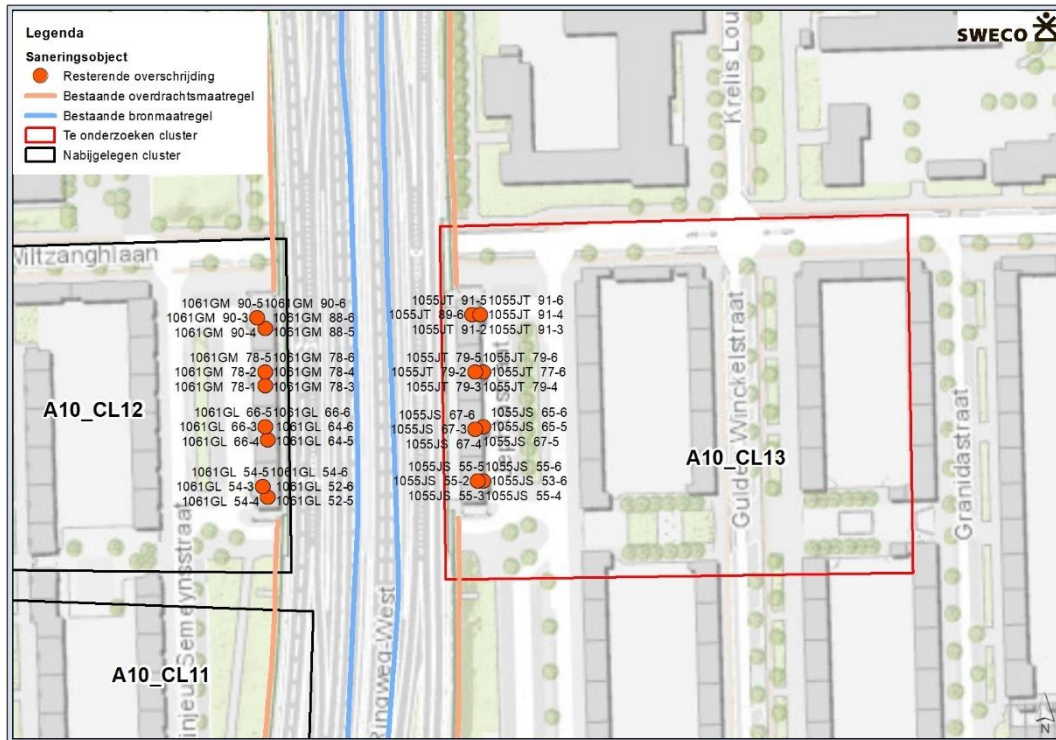 Legenda
Saneringsobject
Resterende overschrijding
Bestaande overdrachtsmaatregel
Bestaande bronmaatregel
Te onderzoeken cluster
Nabijgelegen cluster
SWECO
Krelis Lou
Wiltzanghlaan
1061GM 90-5 1061GM 90-6
1061GM 90-3 1061GM 88-6
1061GM 90-4 1061GM 88-5
1061GM 78-5 1061GM 78-6
1061GM 78-2 1061GM 78-4
1061GM 78-1 1061GM 78-3
1061GL 66-5 1061GL 66-6
1061GL 66-3 1061GL 64-6
1061GL 66-4 1061GL 64-5
1061GL 54-5 1061GL 54-6
1061GL 54-3 1061GL 52-6
1061GL 54-4 1061GL 52-5
1055JT 91-5 1055JT 91-6
1055JT 89-6 1055JT 91-4
1055JT 91-2 1055JT 91-3
1055JT 79-5 1055JT 79-6
1055JT 79-2 1055JT 77-6
1055JT 79-3 1055JT 79-4
1055JS 67-6 1055JS 65-6
1055JS 67-3 1055JS 65-5
1055JS 67-4 1055JS 67-5
1055JS 55-5 1055JS 55-6
1055JS 55-2 1055JS 53-6
1055JS 55-3 1055JS 55-4
A10_CL12
A10_CL13
A10_CL11
injeu Semeynsstraat
Ringweg-West
Gulden Winckelstraat
Granidastraat
N